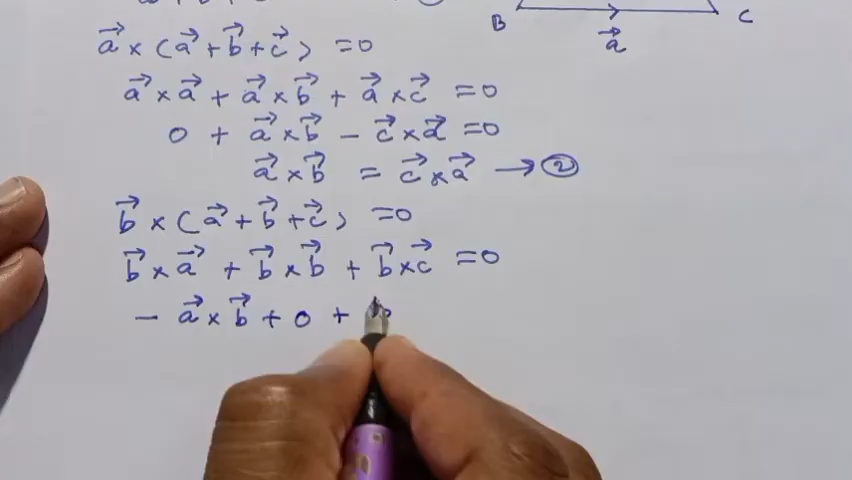 B C
a⃗
a⃗ × (a⃗ + b⃗ + c⃗) = 0
a⃗ × a⃗ + a⃗ × b⃗ + a⃗ × c⃗ = 0
0 + a⃗ × b⃗ − c⃗ × a⃗ = 0
a⃗ × b⃗ = c⃗ × a⃗ → ②
b⃗ × (a⃗ + b⃗ + c⃗) = 0
b⃗ × a⃗ + b⃗ × b⃗ + b⃗ × c⃗ = 0
− a⃗ × b⃗ + 0 +